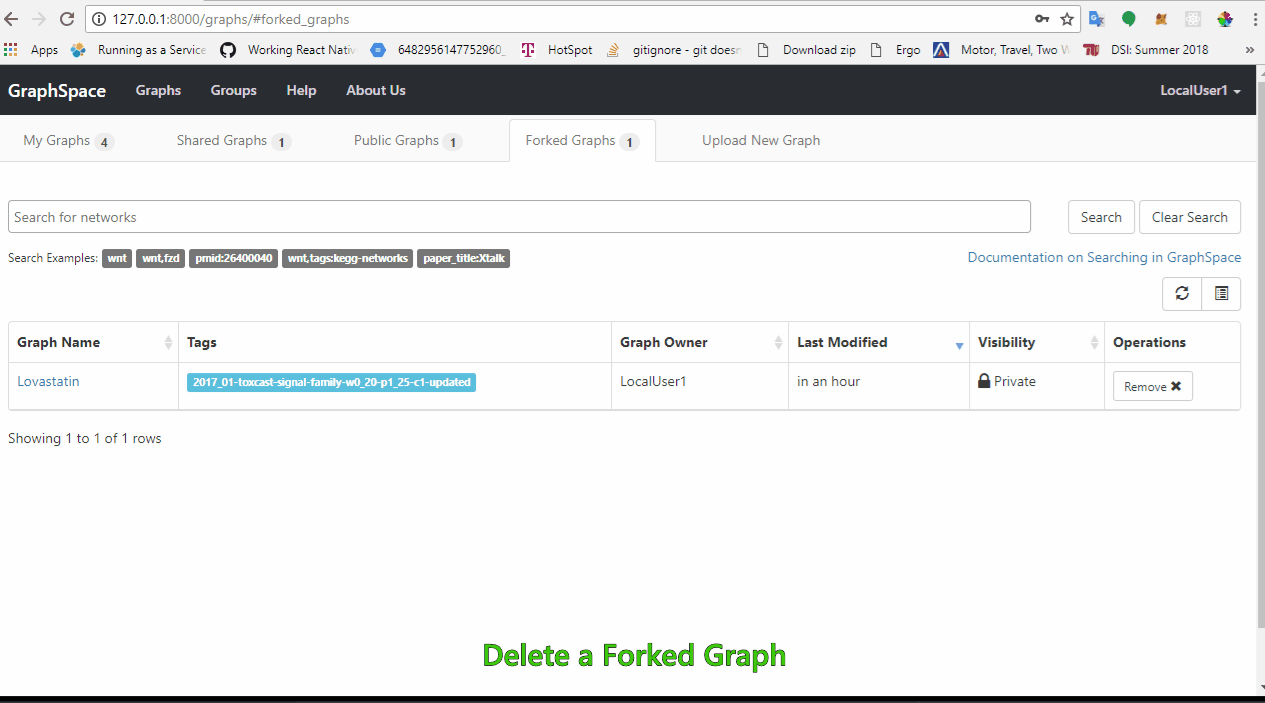 127.0.0.1:8000/graphs/#forked_graphs
Apps Running as a Service Working React Nativ 6482956147752960_ HotSpot gitignore - git doesn Download zip Ergo Motor, Travel, Two W DSI: Summer 2018 »
GraphSpace Graphs Groups Help About Us LocalUser1
My Graphs 4 Shared Graphs 1 Public Graphs 1 Forked Graphs 1 Upload New Graph
Search for networks Search Clear Search
Search Examples: wnt wnt,fzd pmid:26400040 wnt,tags:kegg-networks paper_title:Xtalk Documentation on Searching in GraphSpace
Graph Name Tags Graph Owner Last Modified Visibility Operations
Lovastatin 2017_01-toxcast-signal-family-w0_20-p1_25-c1-updated LocalUser1 in an hour Private Remove ✖
Showing 1 to 1 of 1 rows
Delete a Forked Graph